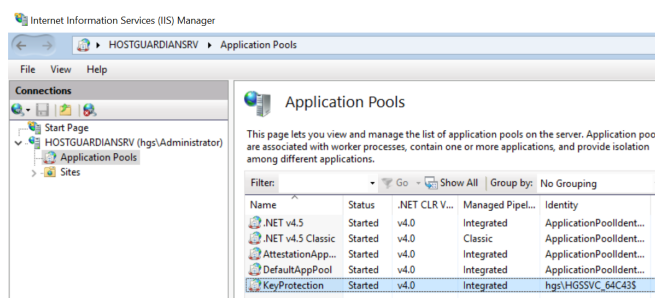 Internet Information Services (IIS) Manager
HOSTGUARDIANSRV Application Pools
File View Help
Connections
Start Page
HOSTGUARDIANSRV (hgs\Administrator)
Application Pools
Sites
Application Pools
This page lets you view and manage the list of application pools on the server. Application poo
are associated with worker processes, contain one or more applications, and provide isolation
among different applications.
Filter: Go Show All Group by: No Grouping
Name Status .NET CLR V... Managed Pipel... Identity
.NET v4.5 Started v4.0 Integrated ApplicationPoolIdent...
.NET v4.5 Classic Started v4.0 Classic ApplicationPoolIdent...
AttestationApp... Started v4.0 Integrated ApplicationPoolIdent...
DefaultAppPool Started v4.0 Integrated ApplicationPoolIdent...
KeyProtection Started v4.0 Integrated hgs\HGSSVC_64C43$